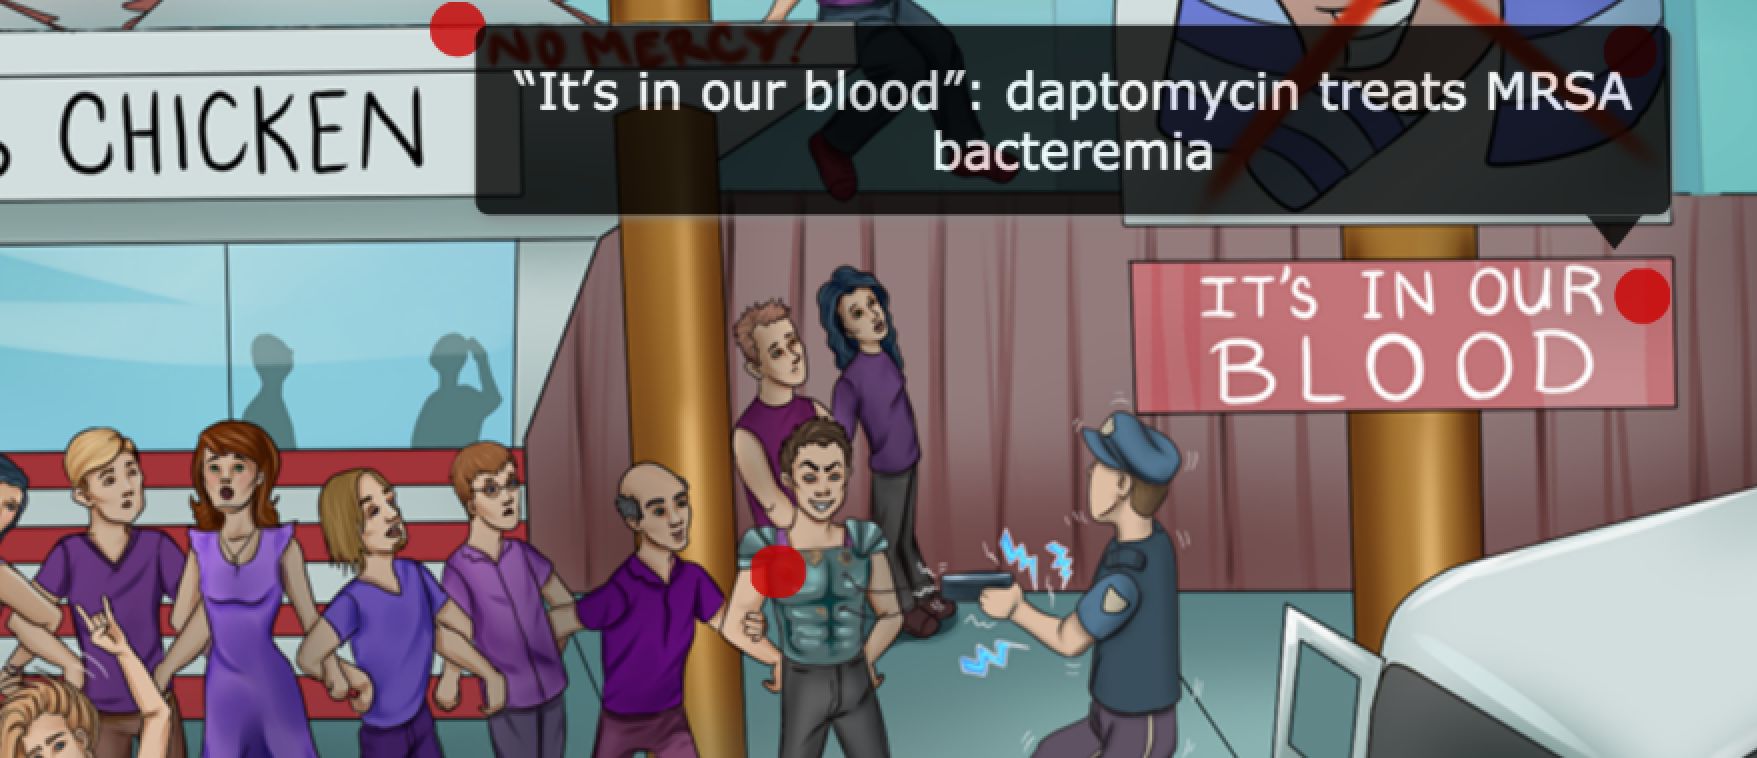 NO MERCY!
“It’s in our blood”: daptomycin treats MRSA
bacteremia
CHICKEN
IT'S IN OUR
BLOOD